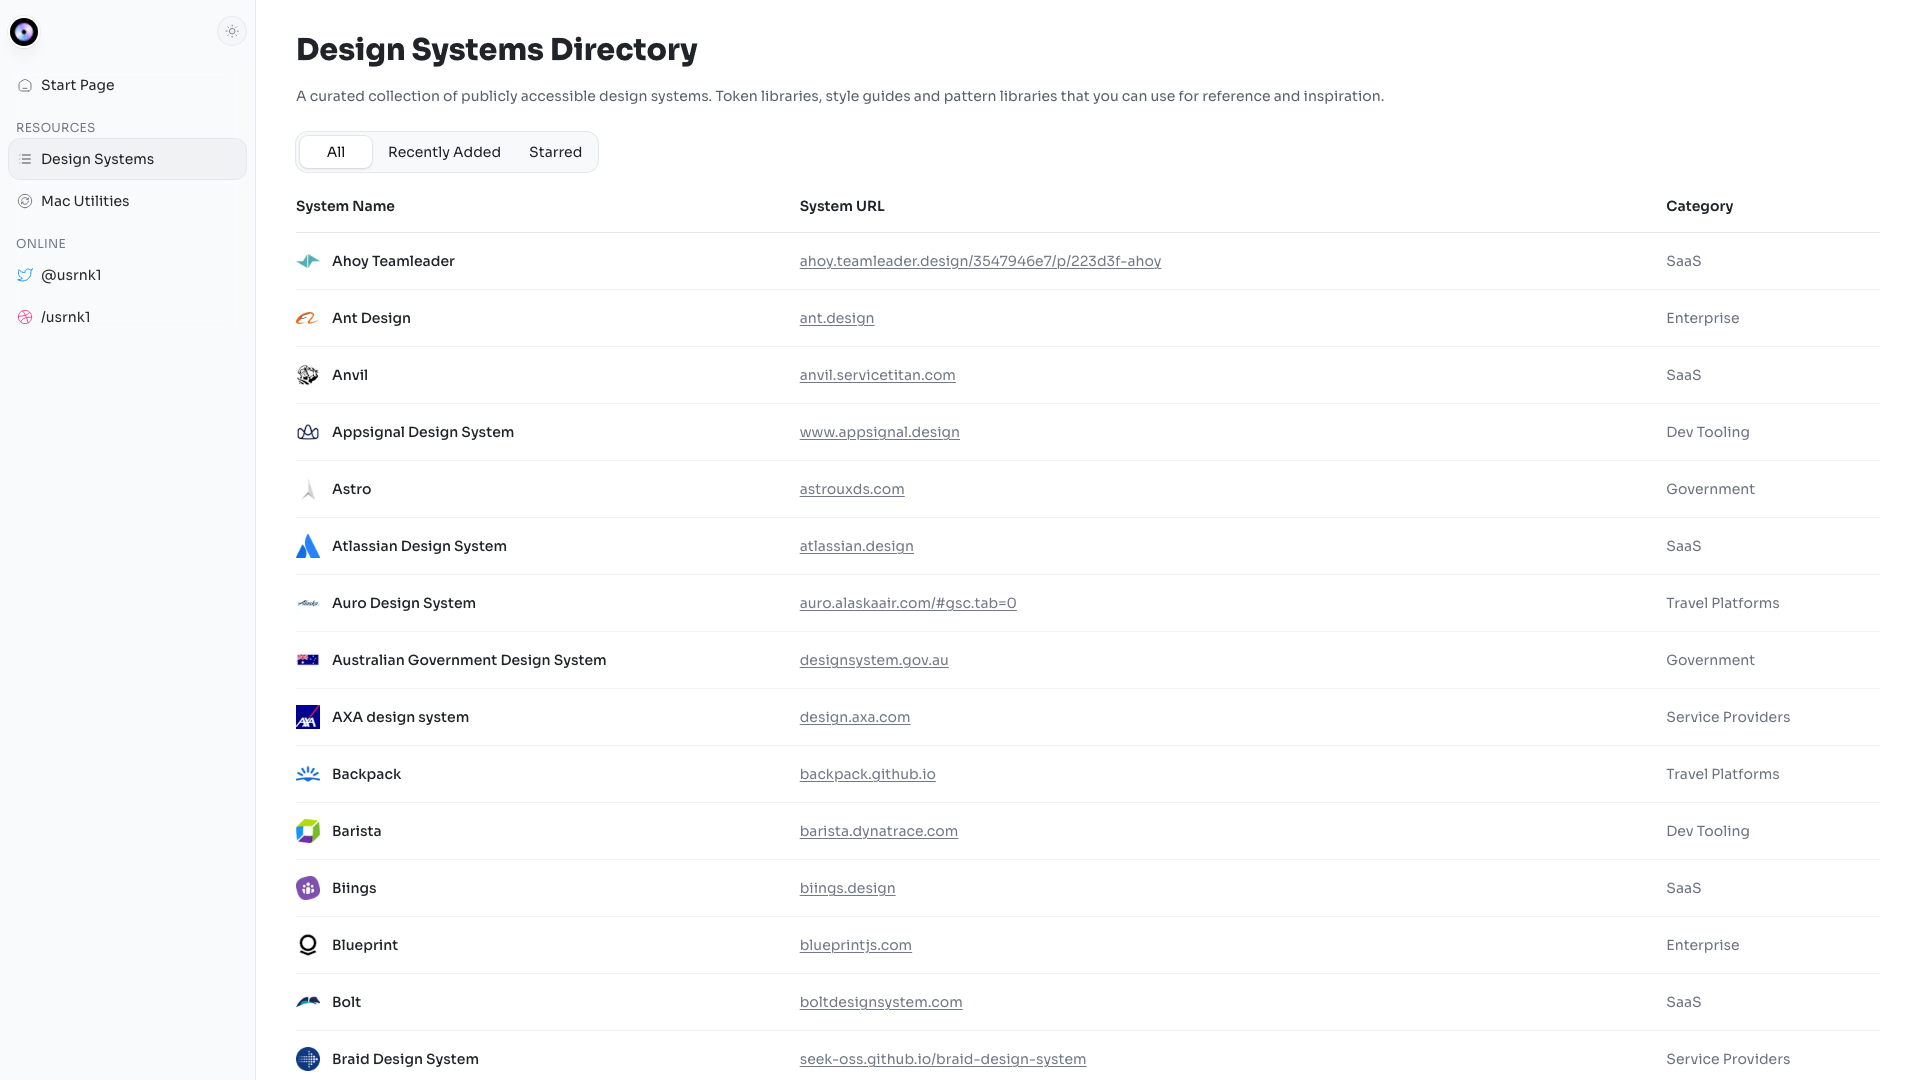 Start Page
RESOURCES
Design Systems
Mac Utilities
ONLINE
@usrnk1
/usrnk1
Design Systems Directory
A curated collection of publicly accessible design systems. Token libraries, style guides and pattern libraries that you can use for reference and inspiration.
All Recently Added Starred
System Name System URL Category
Ahoy Teamleader ahoy.teamleader.design/3547946e7/p/223d3f-ahoy SaaS
Ant Design ant.design Enterprise
Anvil anvil.servicetitan.com SaaS
Appsignal Design System www.appsignal.design Dev Tooling
Astro astrouxds.com Government
Atlassian Design System atlassian.design SaaS
Alaska Auro Design System auro.alaskaair.com/#gsc.tab=0 Travel Platforms
Australian Government Design System designsystem.gov.au Government
AXA AXA design system design.axa.com Service Providers
Backpack backpack.github.io Travel Platforms
Barista barista.dynatrace.com Dev Tooling
Biings biings.design SaaS
Blueprint blueprintjs.com Enterprise
Bolt boltdesignsystem.com SaaS
Braid Design System seek-oss.github.io/braid-design-system Service Providers